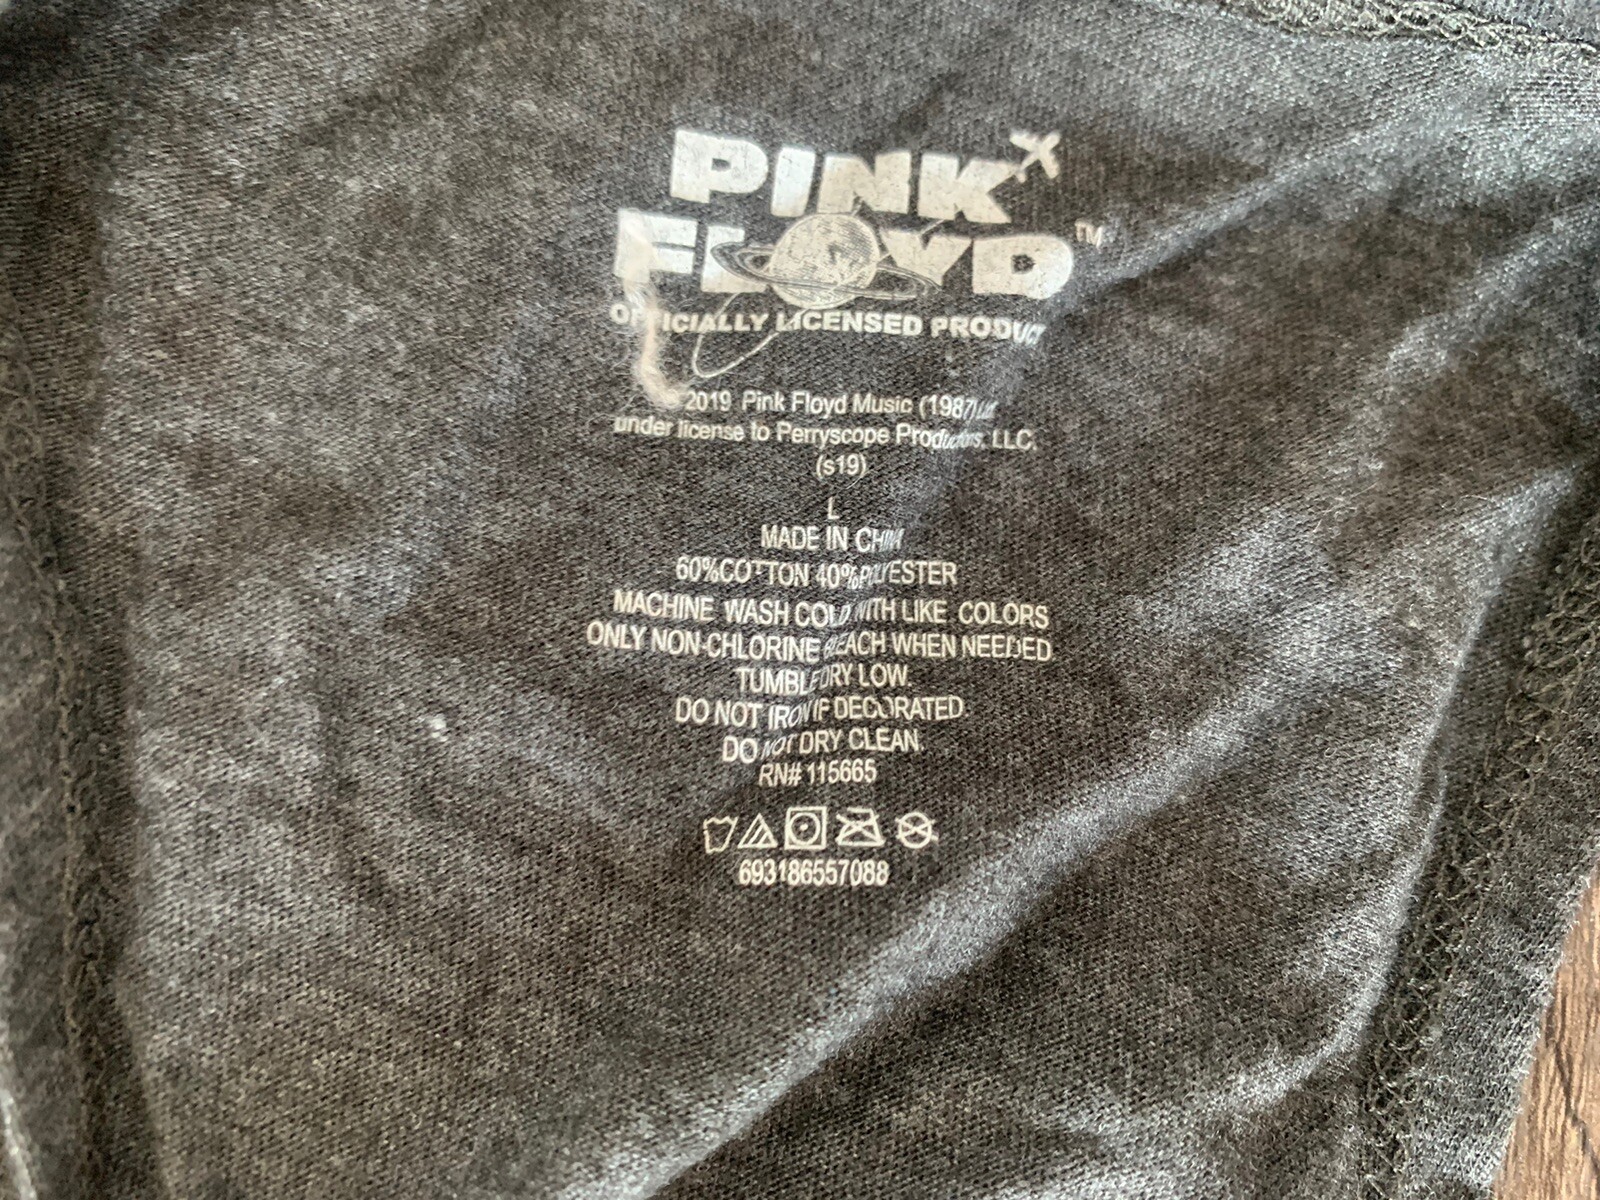 PINK
FLOYD™
OFFICIALLY LICENSED PRODUCT
2019 Pink Floyd Music (1987) Ltd
under license to Perryscope Productions, LLC.
(s19)
L
MADE IN CHINA
60%COTTON 40%POLYESTER
MACHINE WASH COLD WITH LIKE COLORS
ONLY NON-CHLORINE BLEACH WHEN NEEDED.
TUMBLE DRY LOW.
DO NOT IRON IF DECORATED.
DO NOT DRY CLEAN.
RN# 115665
693186557088